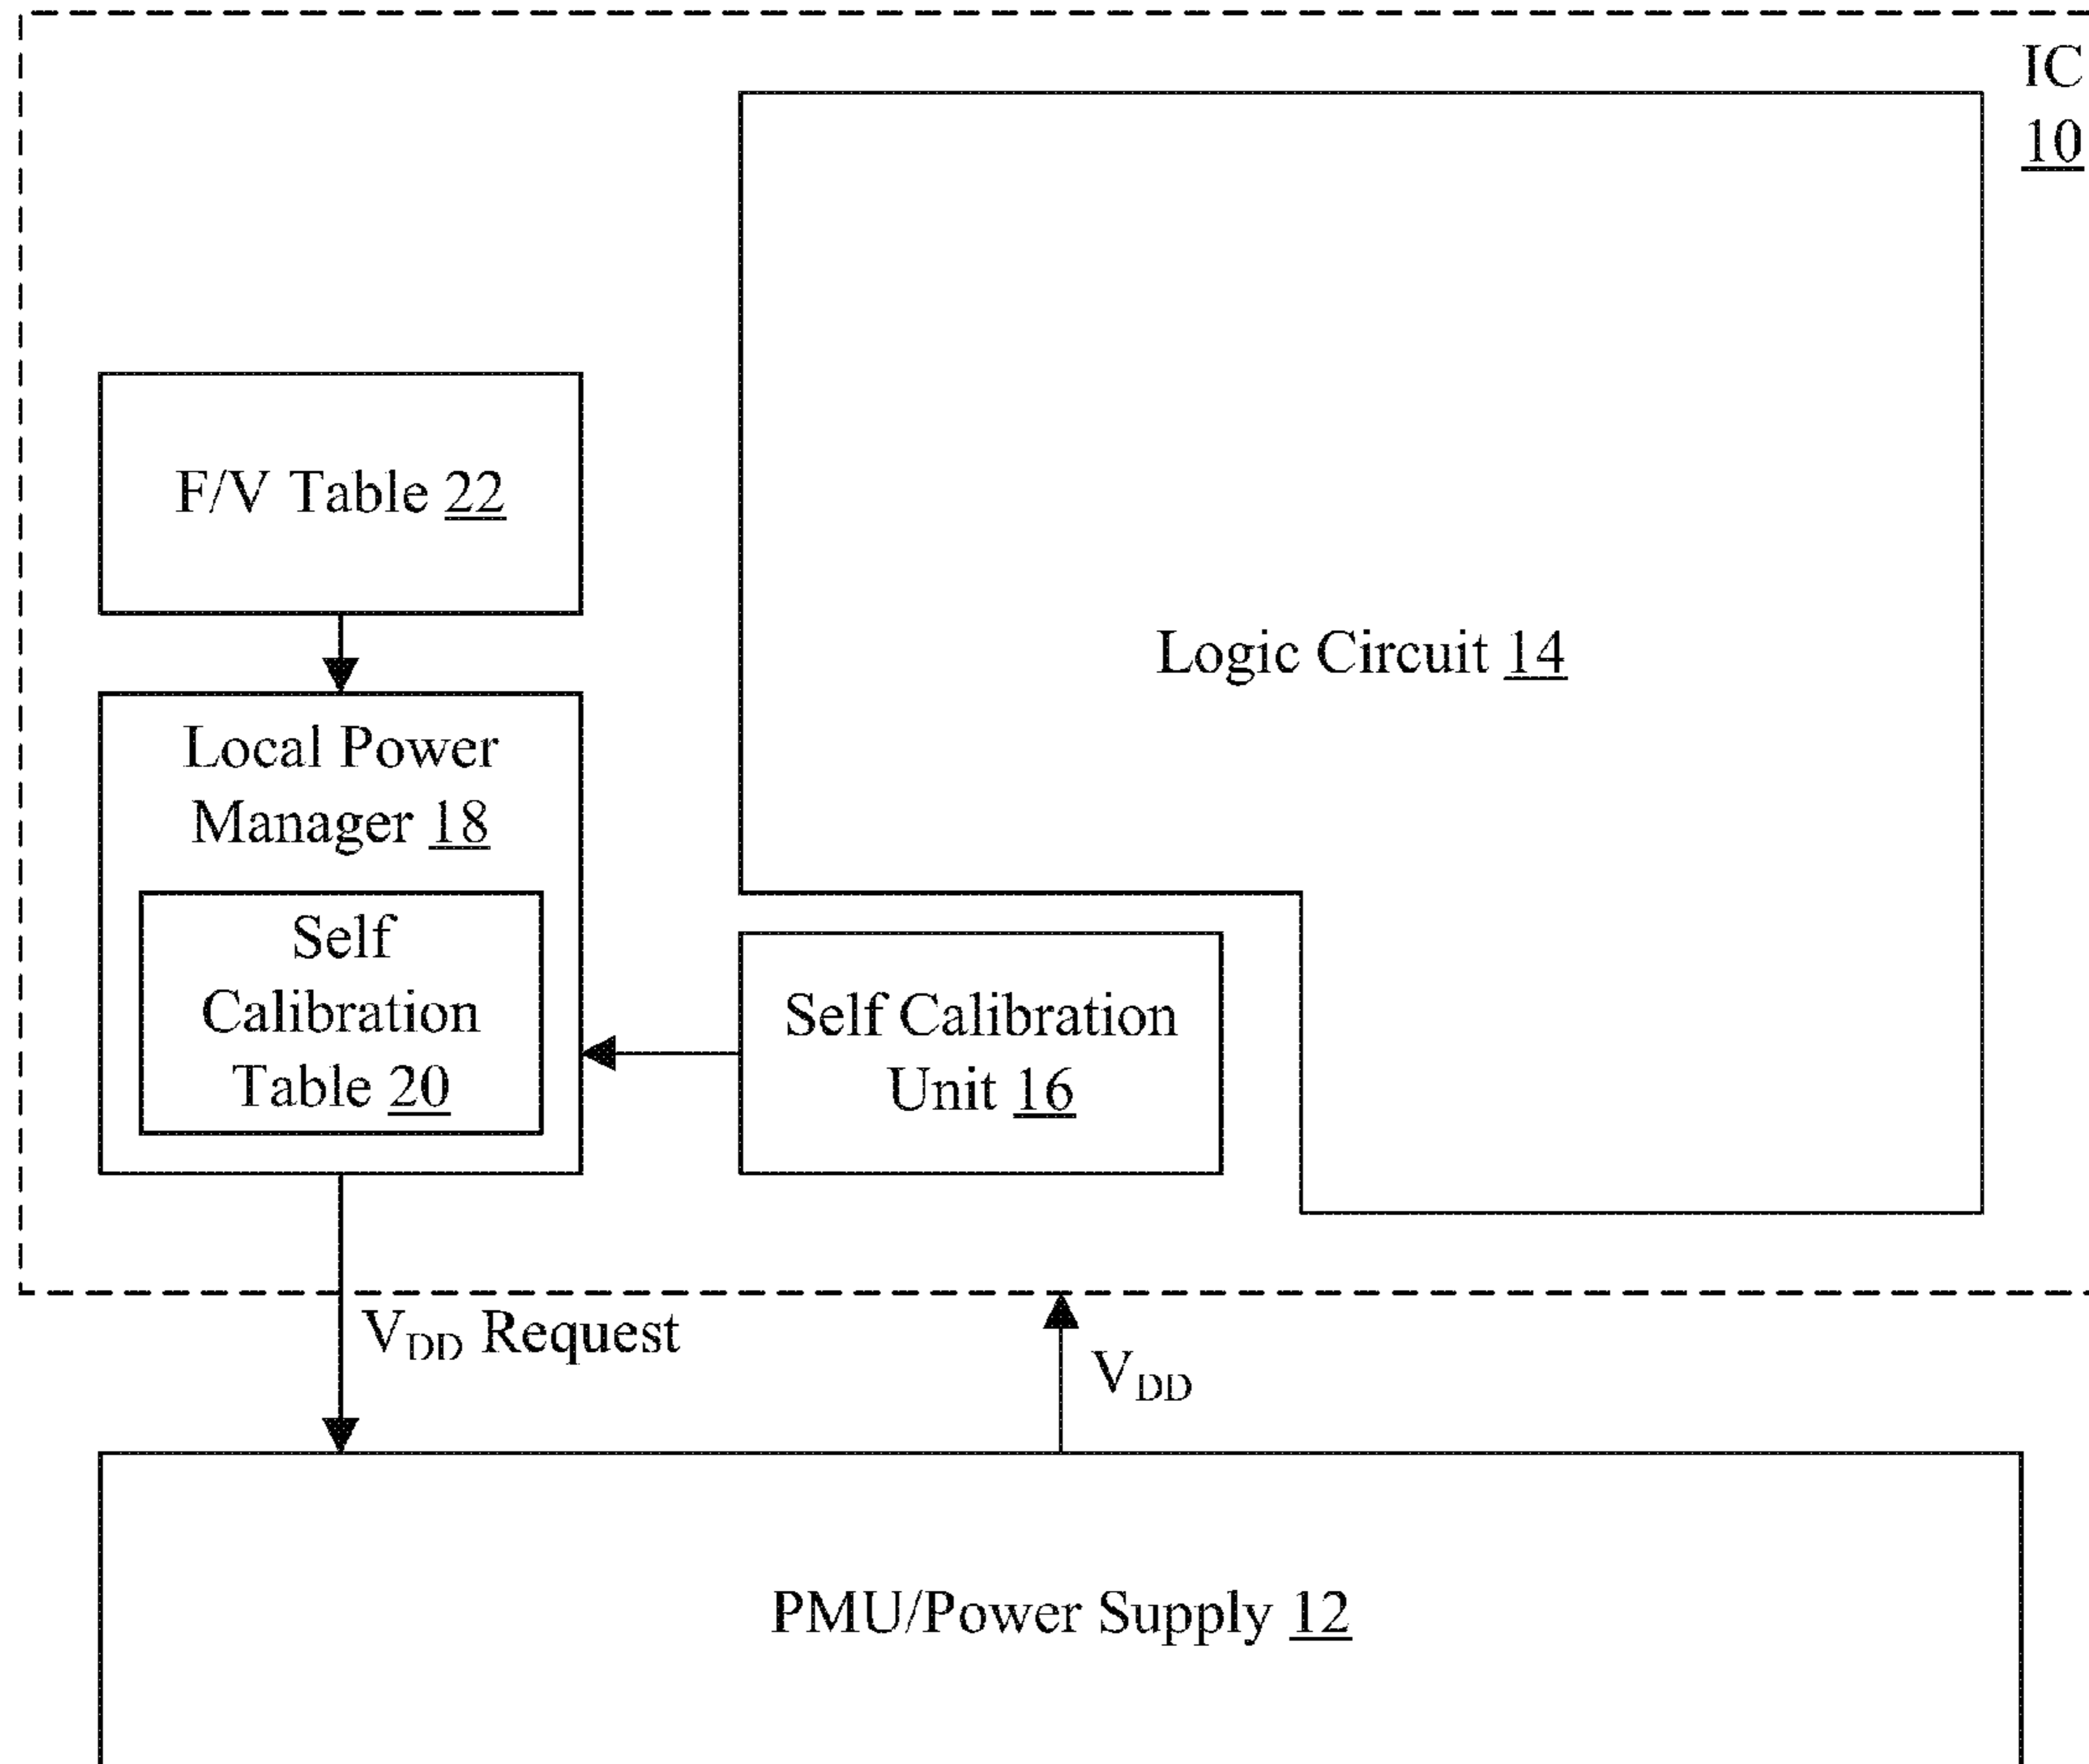 IC
10
F/V Table 22
Logic Circuit 14
Local Power
Manager 18
Self
Calibration
Table 20
Self Calibration
Unit 16
VDD Request
VDD
PMU/Power Supply 12